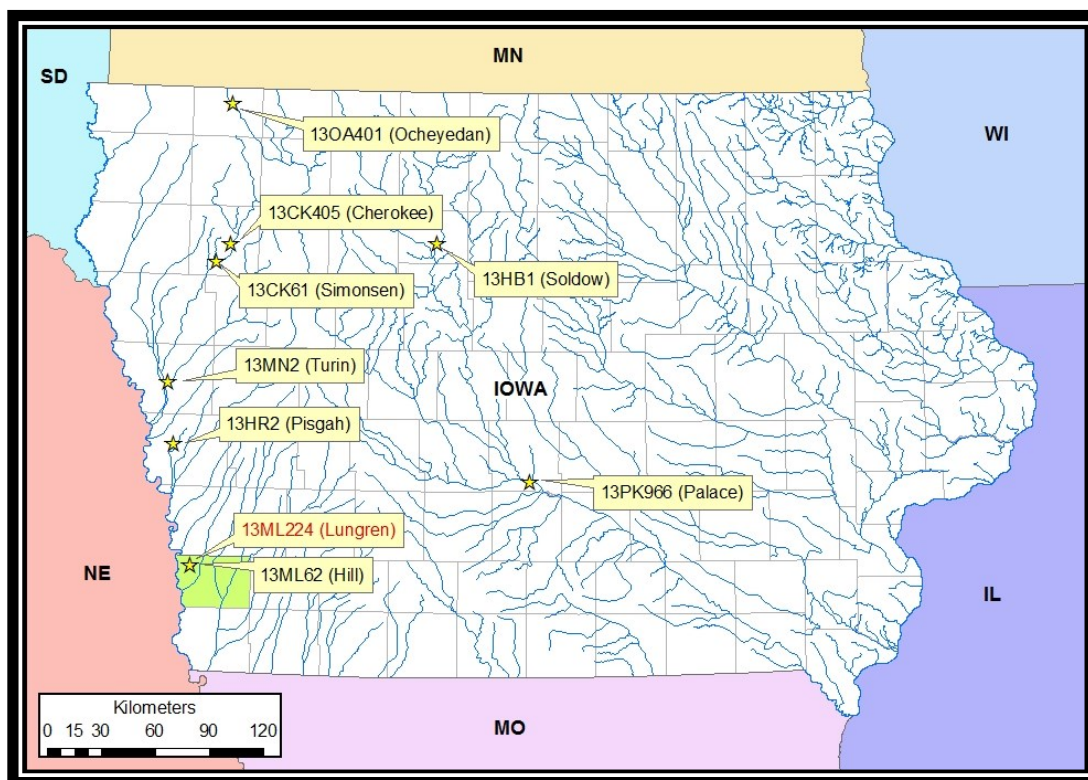 MN
SD
WI
13OA401 (Ocheyedan)
13CK405 (Cherokee)
13HB1 (Soldow)
13CK61 (Simonsen)
13MN2 (Turin)
IOWA
13HR2 (Pisgah)
13PK966 (Palace)
13ML224 (Lungren)
NE
13ML62 (Hill)
IL
Kilometers
0 15 30 60 90 120
MO